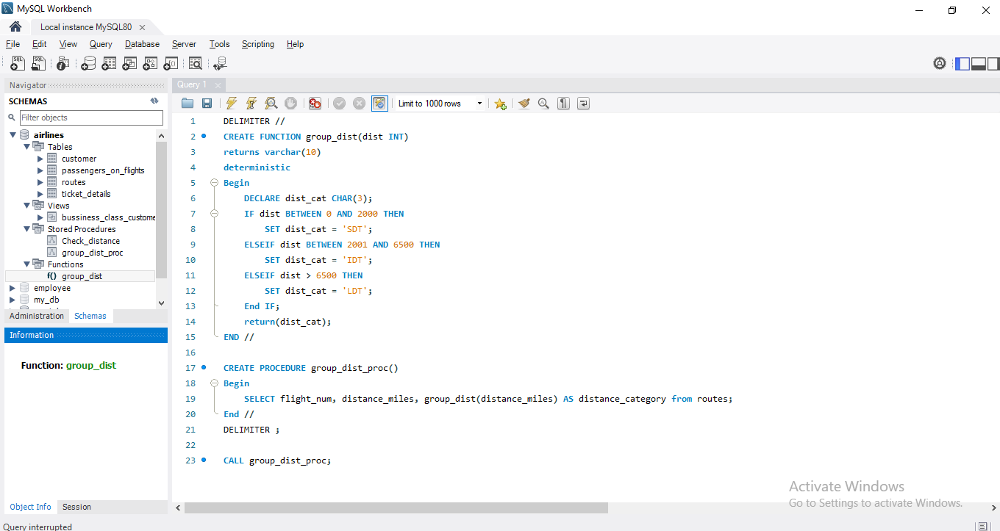 MySQL Workbench
Local instance MySQL80
File Edit View Query Database Server Tools Scripting Help
Navigator
SCHEMAS
Filter objects
airlines
Tables
customer
passengers_on_flights
routes
ticket_details
Views
bussiness_class_custome
Stored Procedures
Check_distance
group_dist_proc
Functions
f() group_dist
employee
my_db
Administration Schemas
Information
Function: group_dist
Object Info Session
Query interrupted
Query 1
Limit to 1000 rows
1 DELIMITER //
2 CREATE FUNCTION group_dist(dist INT)
3 returns varchar(10)
4 deterministic
5 Begin
6 DECLARE dist_cat CHAR(3);
7 IF dist BETWEEN 0 AND 2000 THEN
8 SET dist_cat = 'SDT';
9 ELSEIF dist BETWEEN 2001 AND 6500 THEN
10 SET dist_cat = 'IDT';
11 ELSEIF dist > 6500 THEN
12 SET dist_cat = 'LDT';
13 End IF;
14 return(dist_cat);
15 END //
16
17 CREATE PROCEDURE group_dist_proc()
18 Begin
19 SELECT flight_num, distance_miles, group_dist(distance_miles) AS distance_category from routes;
20 End //
21 DELIMITER ;
22
23 CALL group_dist_proc;
Activate Windows
Go to Settings to activate Windows.